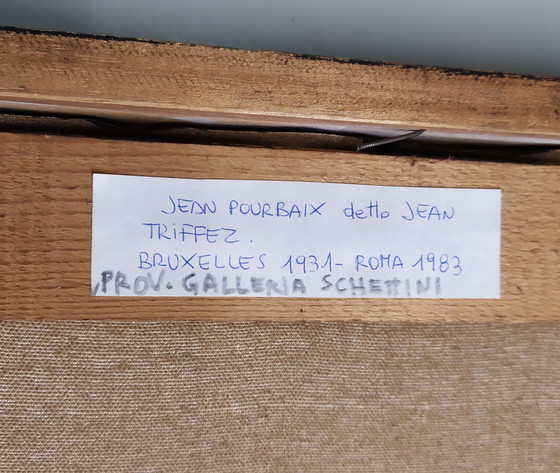 JEAN POURBAIX detto JEAN
TRIFFEZ.
BRUXELLES 1931- ROMA 1983
PROV. GALLERIA SCHETTINI